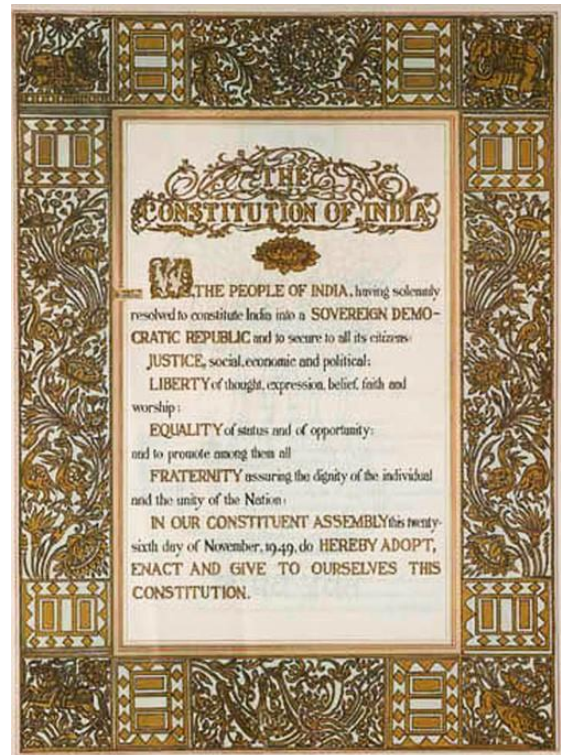 THE
CONSTITUTION OF INDIA
WE, THE PEOPLE OF INDIA, having solemnly
resolved to constitute India into a SOVEREIGN DEMO-
CRATIC REPUBLIC and to secure to all its citizens:
JUSTICE, social, economic and political;
LIBERTY of thought, expression, belief, faith and
worship;
EQUALITY of status and of opportunity;
and to promote among them all
FRATERNITY assuring the dignity of the individual
and the unity of the Nation;
IN OUR CONSTITUENT ASSEMBLY this twenty-
sixth day of November, 1949, do HEREBY ADOPT,
ENACT AND GIVE TO OURSELVES THIS
CONSTITUTION.